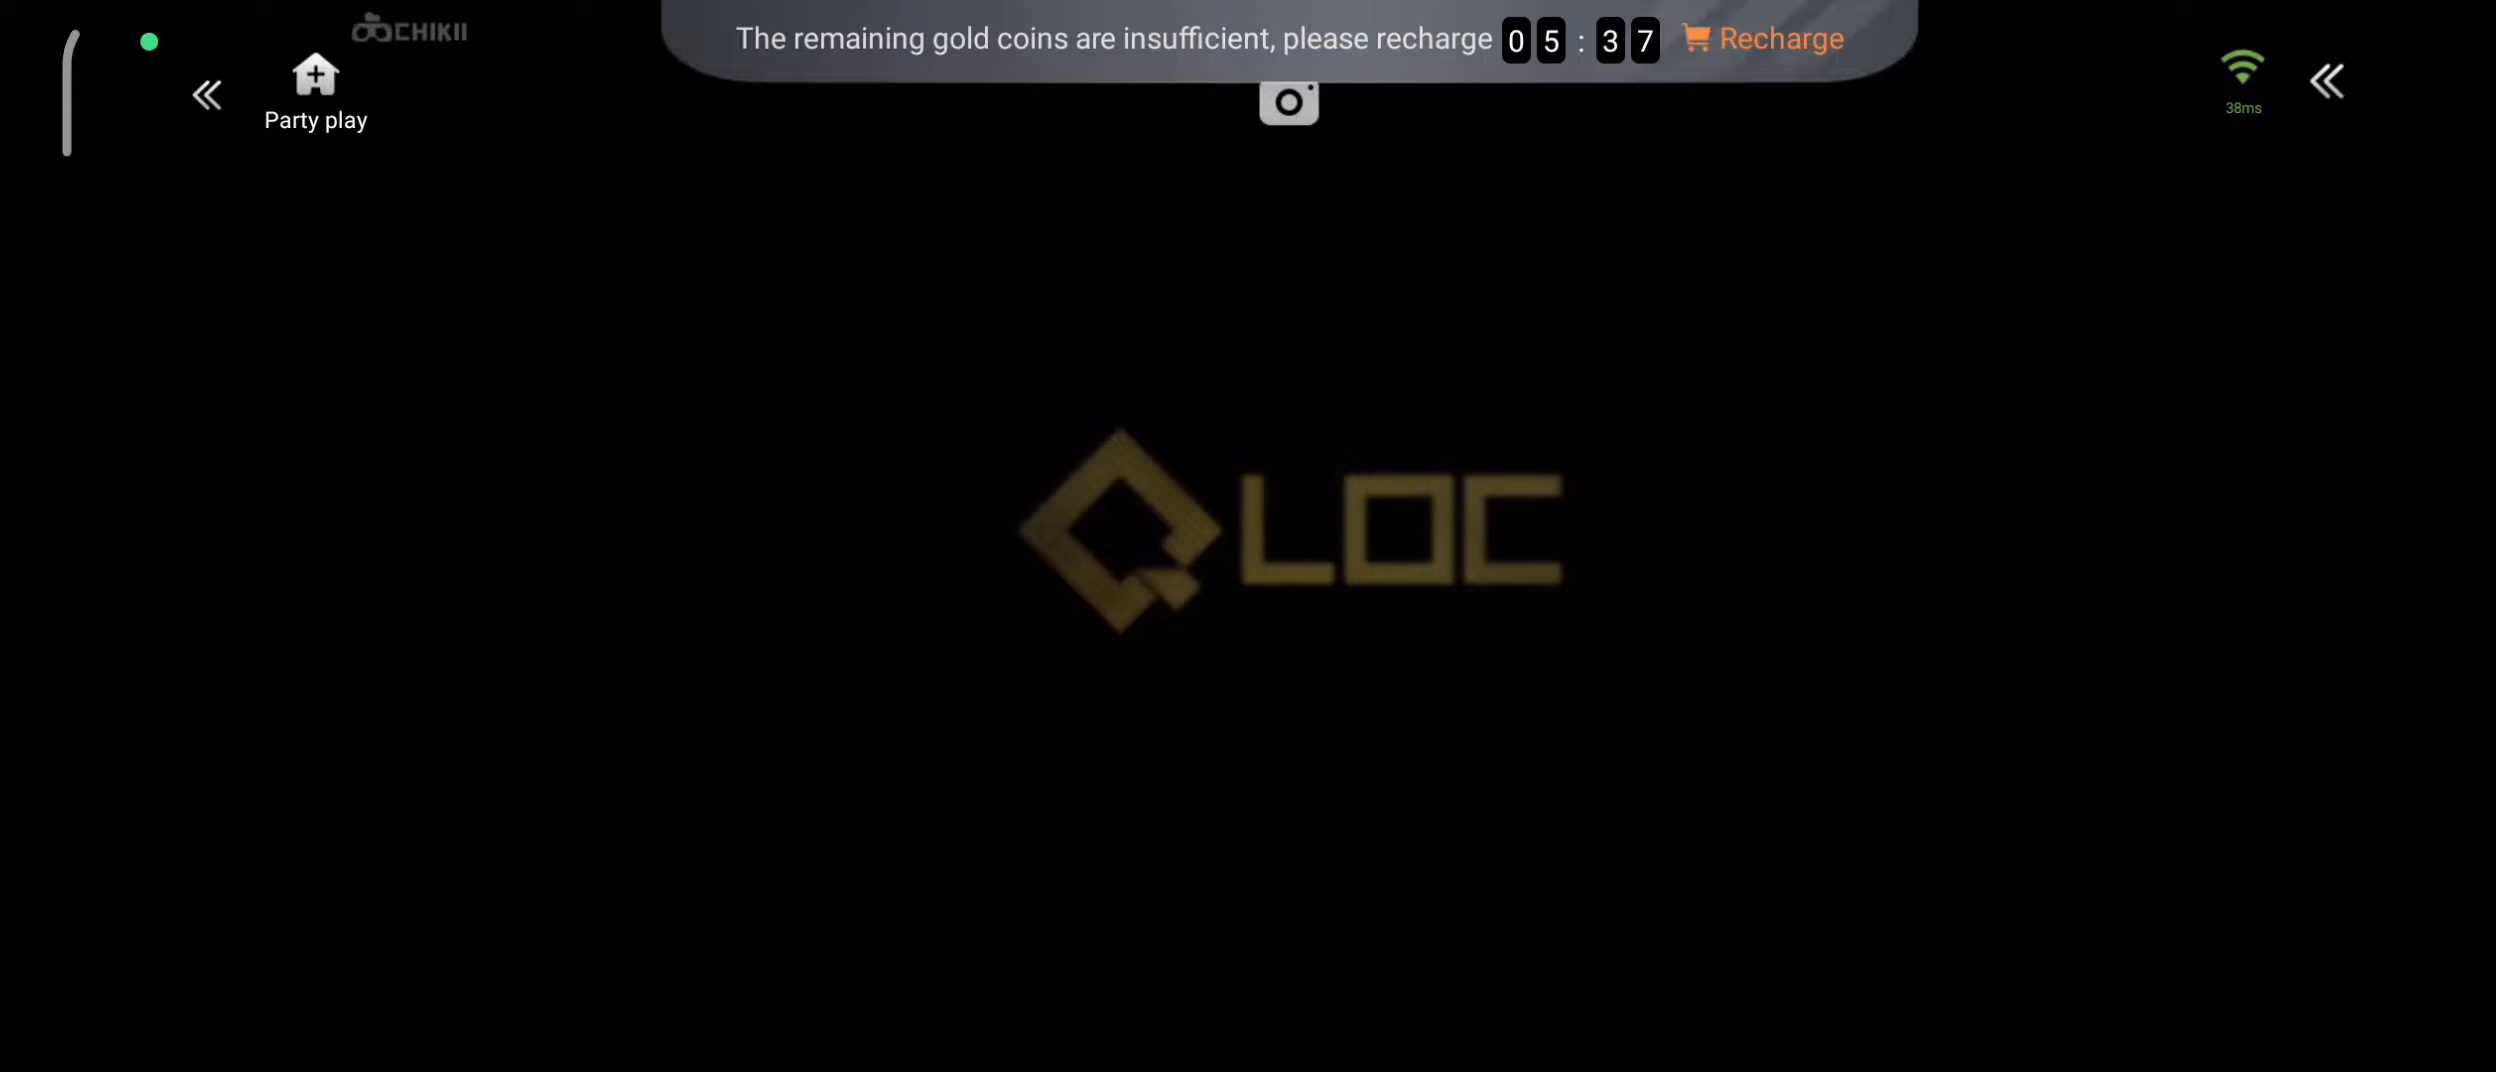 CHIKII
The remaining gold coins are insufficient, please recharge 05:37 Recharge
Party play
38ms
QLOC